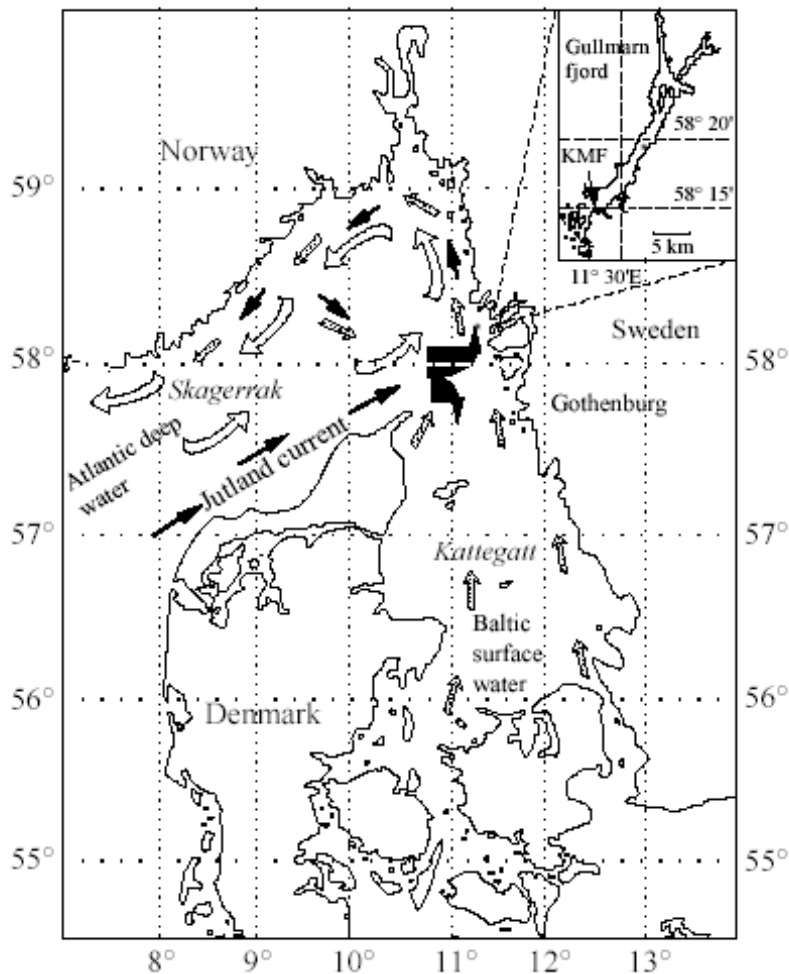 Gullmarn
fjord
58° 20'
KMF
58° 15'
5 km
11° 30'E
Norway
59°
59°
Sweden
58°
58°
Skagerrak
Gothenburg
Atlantic deep
water
Jutland current
57°
57°
Kattegatt
Baltic
surface
water
56°
56°
Denmark
55°
55°
8° 9° 10° 11° 12° 13°